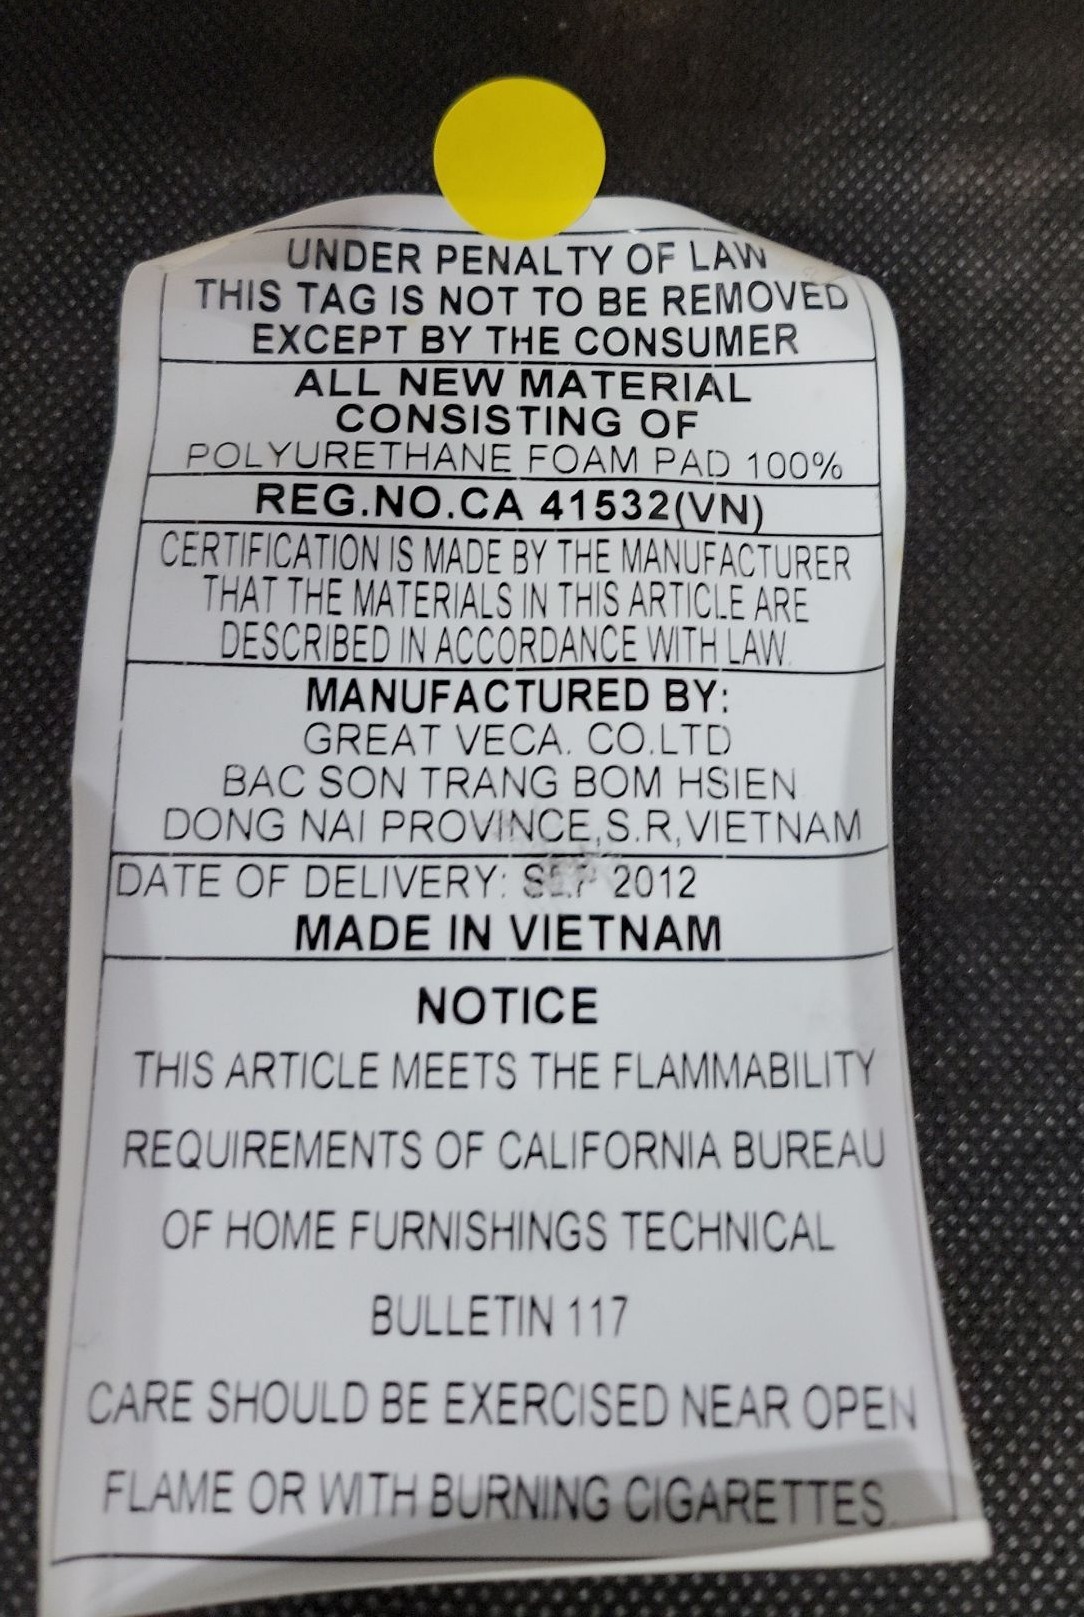 UNDER PENALTY OF LAW
THIS TAG IS NOT TO BE REMOVED
EXCEPT BY THE CONSUMER
ALL NEW MATERIAL
CONSISTING OF
POLYURETHANE FOAM PAD 100%
REG.NO.CA 41532(VN)
CERTIFICATION IS MADE BY THE MANUFACTURER
THAT THE MATERIALS IN THIS ARTICLE ARE
DESCRIBED IN ACCORDANCE WITH LAW.
MANUFACTURED BY:
GREAT VECA. CO.LTD
BAC SON TRANG BOM HSIEN
DONG NAI PROVINCE,S.R,VIETNAM
DATE OF DELIVERY: SEP 2012
MADE IN VIETNAM
NOTICE
THIS ARTICLE MEETS THE FLAMMABILITY
REQUIREMENTS OF CALIFORNIA BUREAU
OF HOME FURNISHINGS TECHNICAL
BULLETIN 117
CARE SHOULD BE EXERCISED NEAR OPEN
FLAME OR WITH BURNING CIGARETTES.